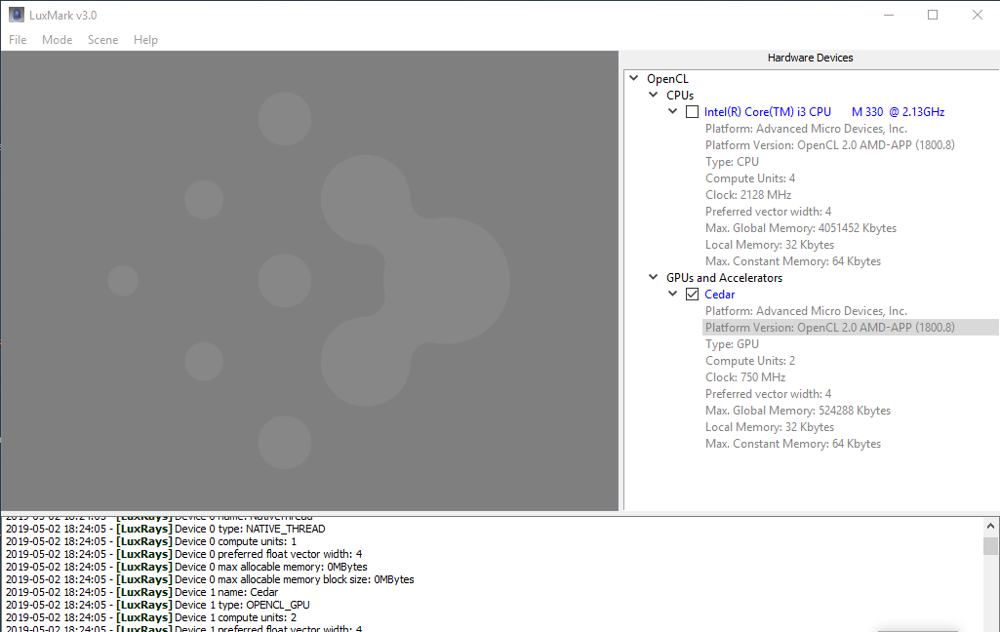 LuxMark v3.0
File Mode Scene Help
Hardware Devices
OpenCL
CPUs
Intel(R) Core(TM) i3 CPU       M 330  @ 2.13GHz
Platform: Advanced Micro Devices, Inc.
Platform Version: OpenCL 2.0 AMD-APP (1800.8)
Type: CPU
Compute Units: 4
Clock: 2128 MHz
Preferred vector width: 4
Max. Global Memory: 4051452 Kbytes
Local Memory: 32 Kbytes
Max. Constant Memory: 64 Kbytes
GPUs and Accelerators
Cedar
Platform: Advanced Micro Devices, Inc.
Platform Version: OpenCL 2.0 AMD-APP (1800.8)
Type: GPU
Compute Units: 2
Clock: 750 MHz
Preferred vector width: 4
Max. Global Memory: 524288 Kbytes
Local Memory: 32 Kbytes
Max. Constant Memory: 64 Kbytes
2019-05-02 18:24:05 - [LuxRays] Device 0 name: NativeThread
2019-05-02 18:24:05 - [LuxRays] Device 0 type: NATIVE_THREAD
2019-05-02 18:24:05 - [LuxRays] Device 0 compute units: 1
2019-05-02 18:24:05 - [LuxRays] Device 0 preferred float vector width: 4
2019-05-02 18:24:05 - [LuxRays] Device 0 max allocable memory: 0MBytes
2019-05-02 18:24:05 - [LuxRays] Device 0 max allocable memory block size: 0MBytes
2019-05-02 18:24:05 - [LuxRays] Device 1 name: Cedar
2019-05-02 18:24:05 - [LuxRays] Device 1 type: OPENCL_GPU
2019-05-02 18:24:05 - [LuxRays] Device 1 compute units: 2
2019-05-02 18:24:05 - [LuxRays] Device 1 preferred float vector width: 4